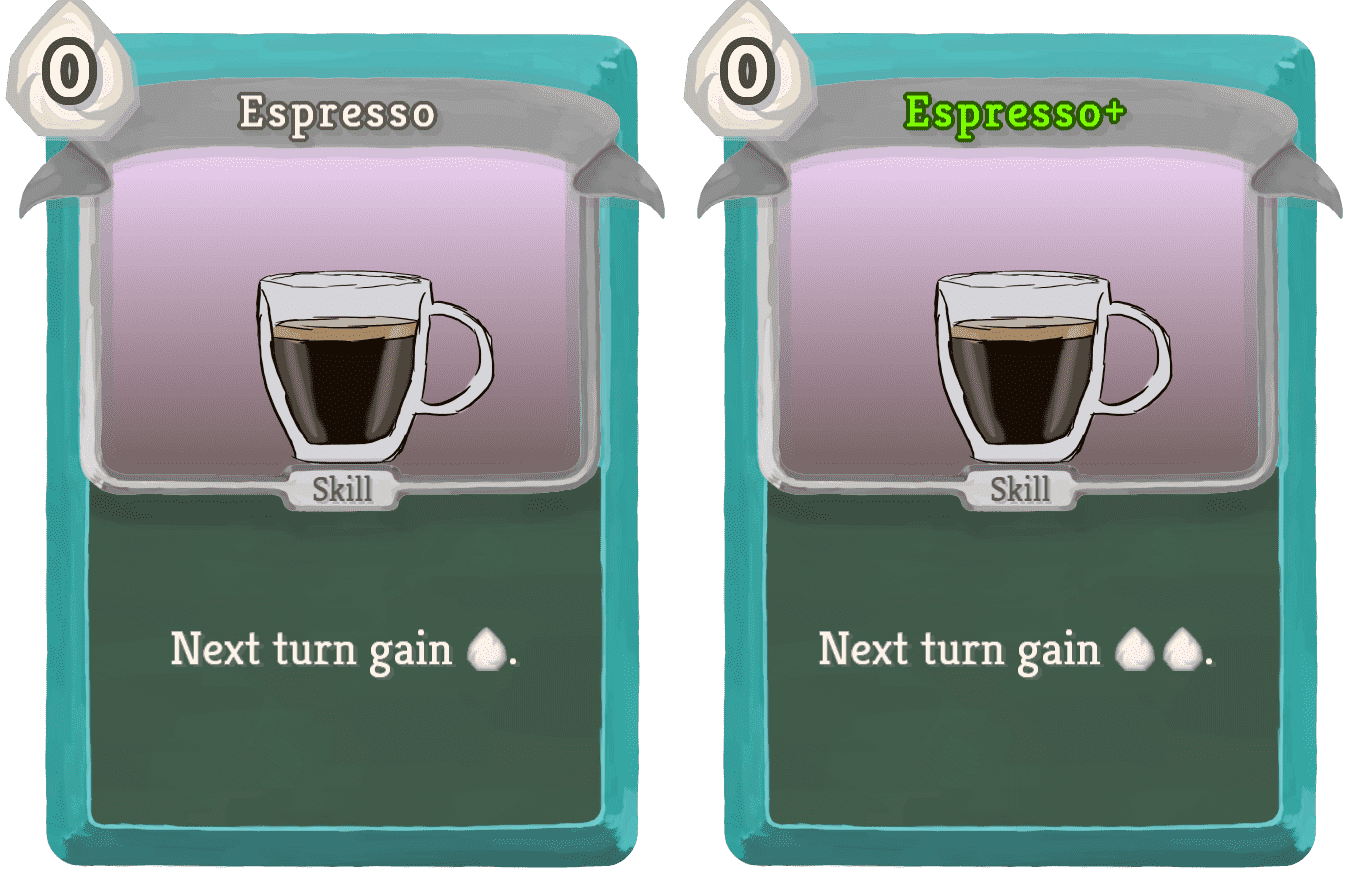 0
Espresso
Skill
Next turn gain .
0
Espresso+
Skill
Next turn gain .